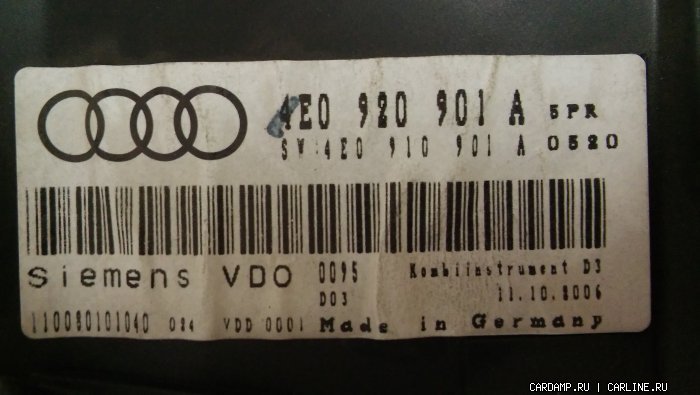 4E0 920 901 A 5PR
SW:4E0 910 901 A 0520
Siemens VDO 0095 Kombiinstrument D3
D03 11.10.2006
110080101040 024 VDD 0001 Made in Germany
CARDAMP.RU | CARLINE.RU